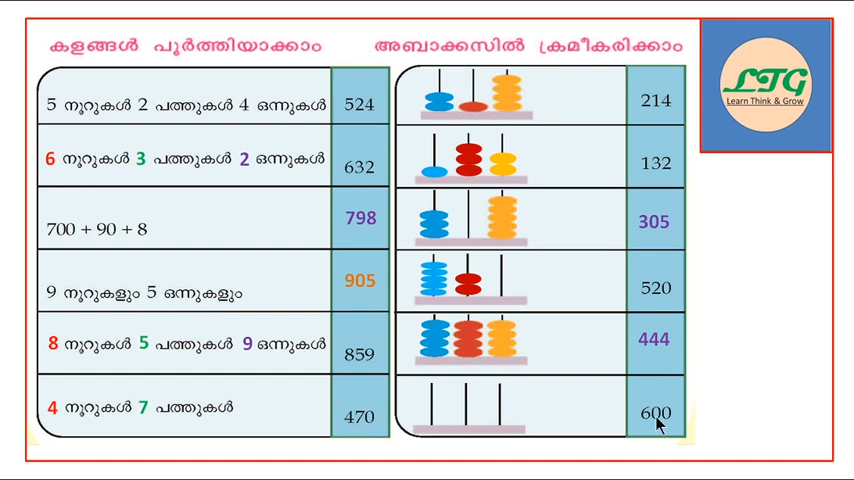 കളങ്ങൾ പൂർത്തിയാക്കാം
5 നൂറുകൾ 2 പത്തുകൾ 4 ഒന്നുകൾ 524
6 നൂറുകൾ 3 പത്തുകൾ 2 ഒന്നുകൾ 632
700 + 90 + 8 798
9 നൂറുകളും 5 ഒന്നുകളും 905
8 നൂറുകൾ 5 പത്തുകൾ 9 ഒന്നുകൾ 859
4 നൂറുകൾ 7 പത്തുകൾ 470
അബാക്കസിൽ ക്രമീകരിക്കാം
214
132
305
520
444
600
LTG
Learn Think & Grow